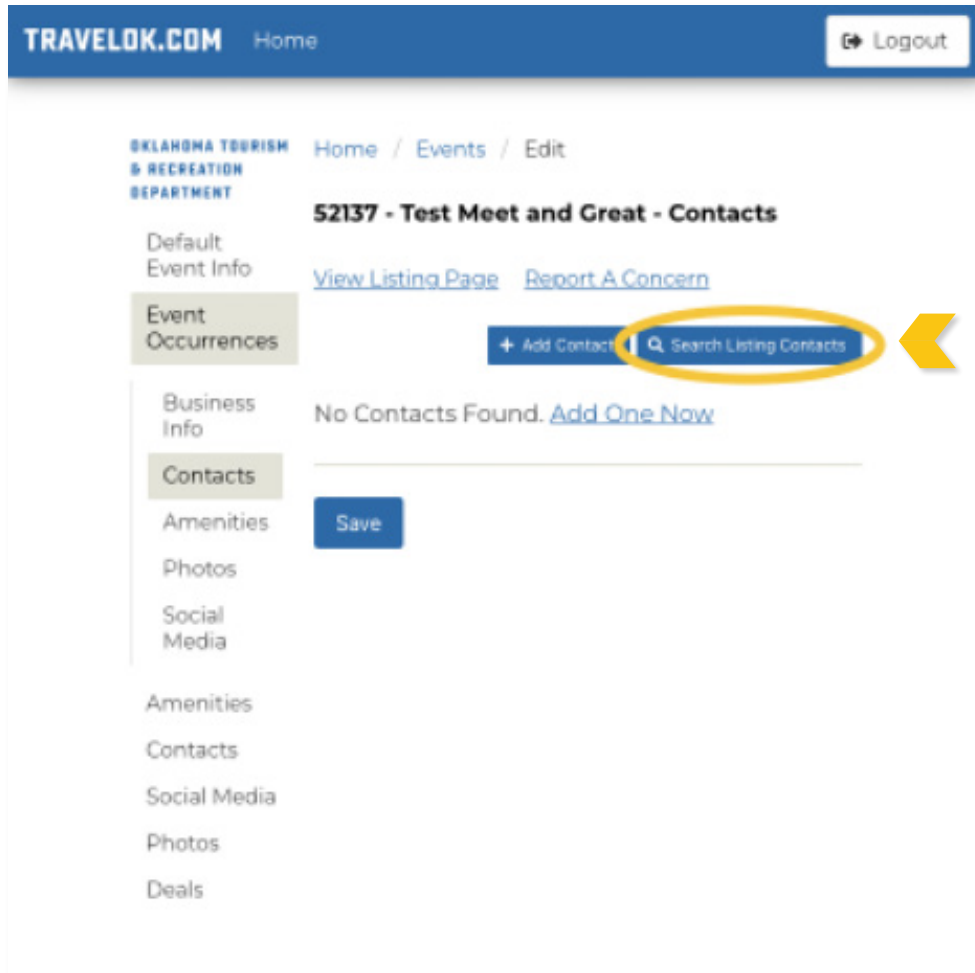 TRAVELOK.COM Home Logout
OKLAHOMA TOURISM
& RECREATION
DEPARTMENT
Default
Event Info
Event
Occurrences
Business
Info
Contacts
Amenities
Photos
Social
Media
Amenities
Contacts
Social Media
Photos
Deals
Home / Events / Edit
52137 - Test Meet and Great - Contacts
View Listing Page Report A Concern
+ Add Contact Search Listing Contacts
No Contacts Found. Add One Now
Save